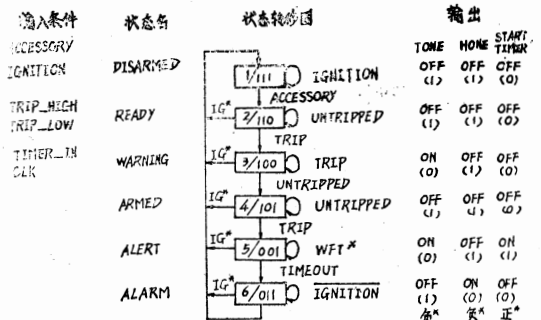 输入条件 状态名 状态转移图 输出
ACCESSORY TONE HONE START TIMER
IGNITION DISARMED 1/111 IGNITION OFF (1) OFF (1) OFF (0)
ACCESSORY
TRIP_HIGH
TRIP_LOW READY IG* 2/110 UNTRIPPED OFF (1) OFF (1) OFF (0)
TRIP
TIMER_IN
CLK WARNING IG* 3/100 TRIP ON (0) OFF (1) OFF (0)
UNTRIPPED
ARMED IG* 4/101 UNTRIPPED OFF (1) OFF (1) OFF (0)
TRIP
ALERT IG* 5/001 WFT* ON (0) OFF (1) ON (1)
TIMEOUT
ALARM IG* 6/011 IGNITION OFF (1) ON (0) OFF (0)
负* 负* 正*